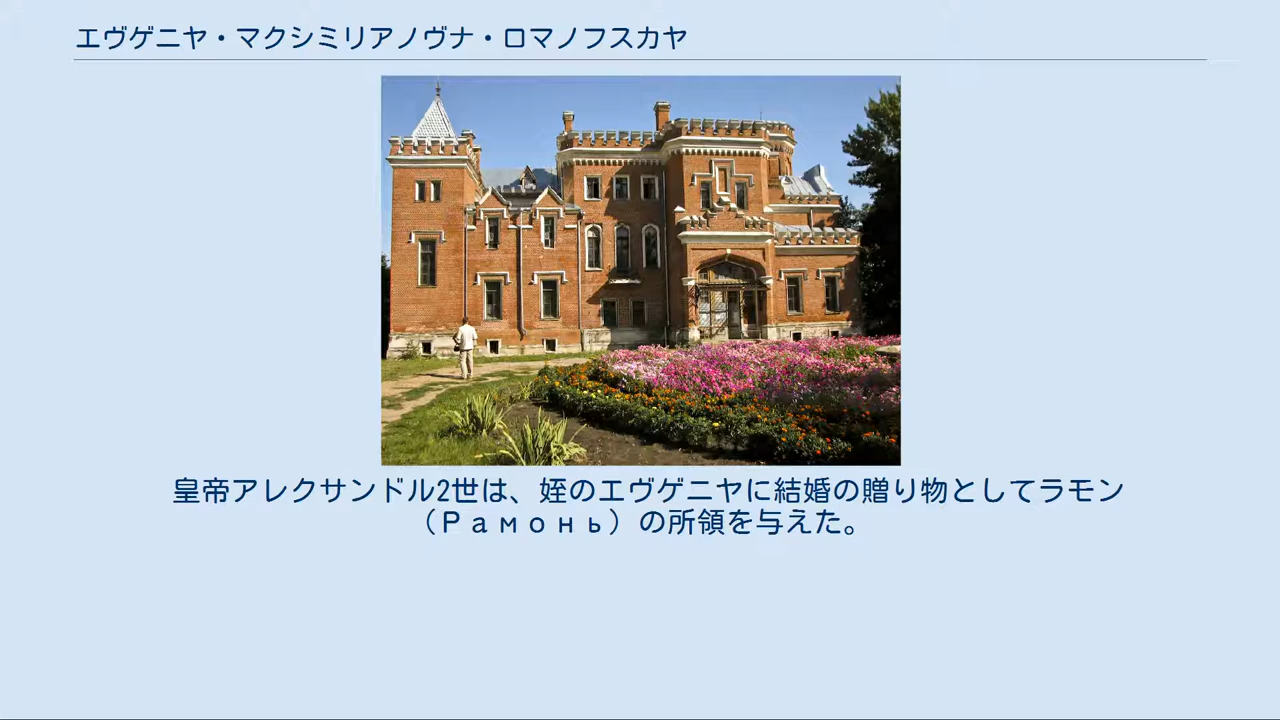 エヴゲニヤ・マクシミリアノヴナ・ロマノフスカヤ
皇帝アレクサンドル2世は、姪のエヴゲニヤに結婚の贈り物としてラモン
（Рамонь）の所領を与えた。